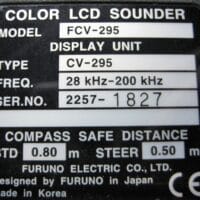 COLOR LCD SOUNDER
MODEL FCV-295
DISPLAY UNIT
TYPE CV-295
FREQ. 28 kHz-200 kHz
SER.NO. 2257-1827
COMPASS SAFE DISTANCE
STD 0.80 m STEER 0.50 m
FURUNO ELECTRIC CO., LTD.
Designed by FURUNO in Japan
Made in Korea
CE